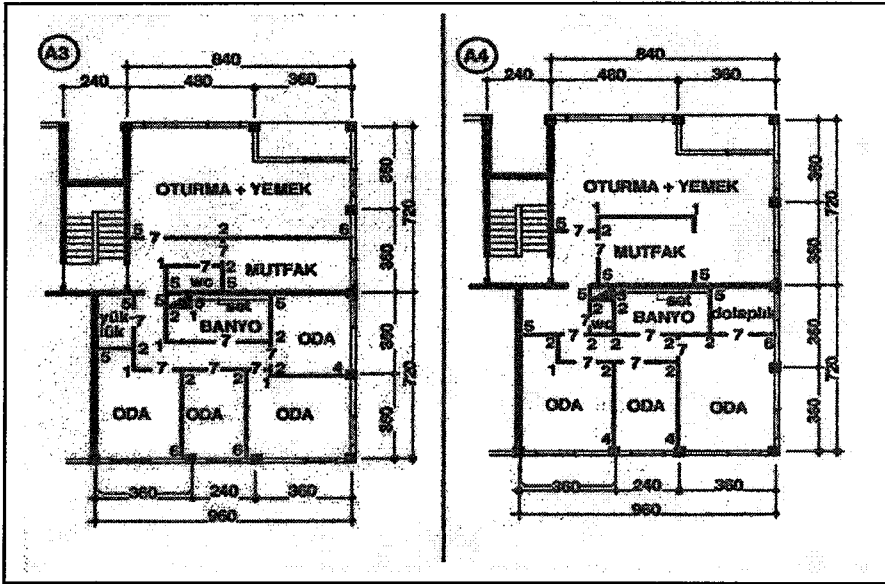 A3
840
240 480 360
OTURMA + YEMEK
360
720
360
5 7 2 6
7
1 7 2
MUTFAK
wc
5 5
5 5 5 set 5
yük
lük
7
2 1
BANYO
ODA
360
720
360
5 2 1 7 2
1 7 2 7 2 7 2 4
1
ODA ODA ODA
6 6
360 240 360
960
A4
840
240 480 360
OTURMA + YEMEK
360
720
360
1 1
5 7 2
MUTFAK
7
6 5
5 2 set 5
2
wc
BANYO
dolaplık
5 7 2 2 7 2 7 6
1 7 2 7 2
7
360
720
360
ODA ODA ODA
4 4
360 240 360
960